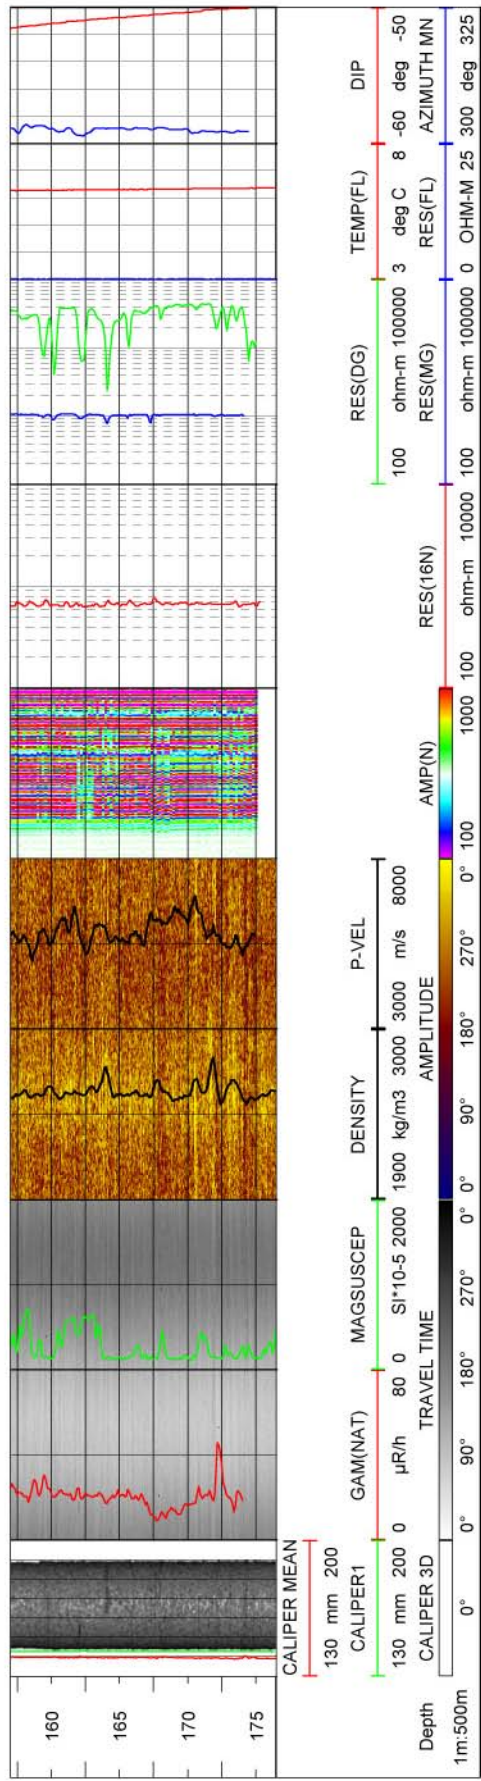 160
165
170
175
CALIPER MEAN
130 mm 200
CALIPER1
130 mm 200
CALIPER 3D
0°
Depth
1m:500m
GAM(NAT)
0 µR/h 80
MAGSUSCEP
0 SI*10-5 2000
TRAVEL TIME
0° 90° 180° 270° 0°
DENSITY
1900 kg/m3 3000
P-VEL
3000 m/s 8000
AMPLITUDE
0° 90° 180° 270° 0°
AMP(N)
100 1000
RES(16N)
100 ohm-m 10000
RES(DG)
100 ohm-m 100000
RES(MG)
100 ohm-m 100000
TEMP(FL)
3 deg C 8
RES(FL)
0 OHM-M 25
DIP
-60 deg -50
AZIMUTH MN
300 deg 325